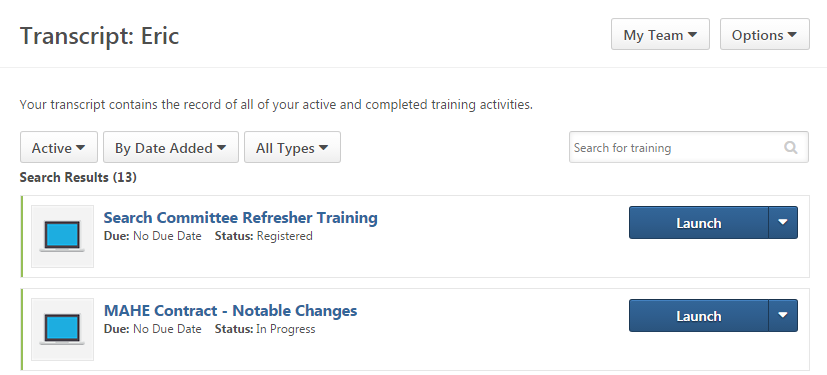 Transcript: Eric
My Team
Options
Your transcript contains the record of all of your active and completed training activities.
Active
By Date Added
All Types
Search for training
Search Results (13)
Search Committee Refresher Training
Launch
Due: No Due Date Status: Registered
MAHE Contract - Notable Changes
Launch
Due: No Due Date Status: In Progress